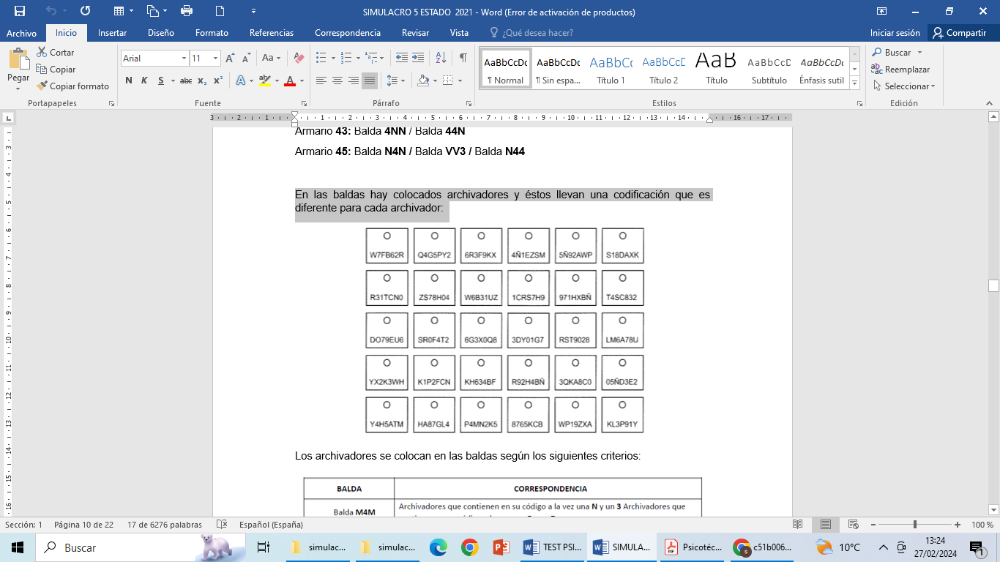 SIMULACRO 5 ESTADO 2021 - Word (Error de activación de productos)
Archivo Inicio Insertar Diseño Formato Referencias Correspondencia Revisar Vista ¿Qué desea hacer? Iniciar sesión Compartir
Pegar
Cortar
Copiar
Copiar formato
Portapapeles
Arial 11 Aa
N K S abc x₂ x² A aby A
Fuente
Párrafo
AaBbCcDc AaBbCcDc AaBbCc AaBbCcD AaB AaBbCcD AaBbCcDc
¶ Normal ¶ Sin espa... Título 1 Título 2 Título Subtítulo Énfasis sutil
Estilos
Buscar
Reemplazar
Seleccionar
Edición
3 2 1 1 2 3 4 5 6 7 8 9 10 11 12 13 14 16 17
Armario 43: Balda 4NN / Balda 44N
Armario 45: Balda N4N / Balda VV3 / Balda N44
En las baldas hay colocados archivadores y éstos llevan una codificación que es
diferente para cada archivador:
W7FB62R Q4G5PY2 6R3F9KX 4Ñ1EZSM 5Ñ92AWP S18DAXK
R31TCN0 ZS78H04 W6B31UZ 1CRS7H9 971HXBÑ T4SC832
DO79EU6 SR0F4T2 6G3X0Q8 3DY01G7 RST9028 LM6A78U
YX2K3WH K1P2FCN KH634BF R92H4BÑ 3QKA8C0 05ÑD3E2
Y4H5ATM HA87GL4 P4MN2K5 8765KCB WP19ZXA KL3P91Y
Los archivadores se colocan en las baldas según los siguientes criterios:
BALDA CORRESPONDENCIA
Balda M4M Archivadores que contienen en su código a la vez una N y un 3 Archivadores que
Sección: 1 Página 10 de 22 17 de 6276 palabras Español (España) 100 %
Buscar simulac... simulac... TEST PSI... SIMULA... Psicotéc... c51b006... 10°C 13:24
27/02/2024
1